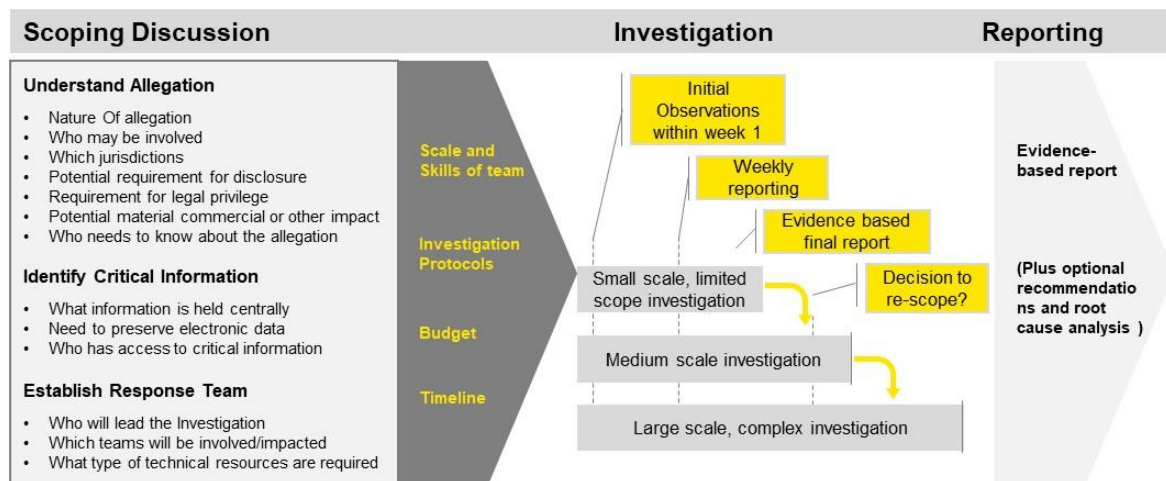 Scoping Discussion
Investigation
Reporting
Understand Allegation
• Nature Of allegation
• Who may be involved
• Which jurisdictions
• Potential requirement for disclosure
• Requirement for legal privilege
• Potential material commercial or other impact
• Who needs to know about the allegation
Identify Critical Information
• What information is held centrally
• Need to preserve electronic data
• Who has access to critical information
Establish Response Team
• Who will lead the Investigation
• Which teams will be involved/impacted
• What type of technical resources are required
Scale and
Skills of team
Investigation
Protocols
Budget
Timeline
Initial
Observations
within week 1
Weekly
reporting
Evidence based
final report
Decision to
re-scope?
Small scale, limited
scope investigation
Medium scale investigation
Large scale, complex investigation
Evidence-
based report
(Plus optional
recommendatio
ns and root
cause analysis )